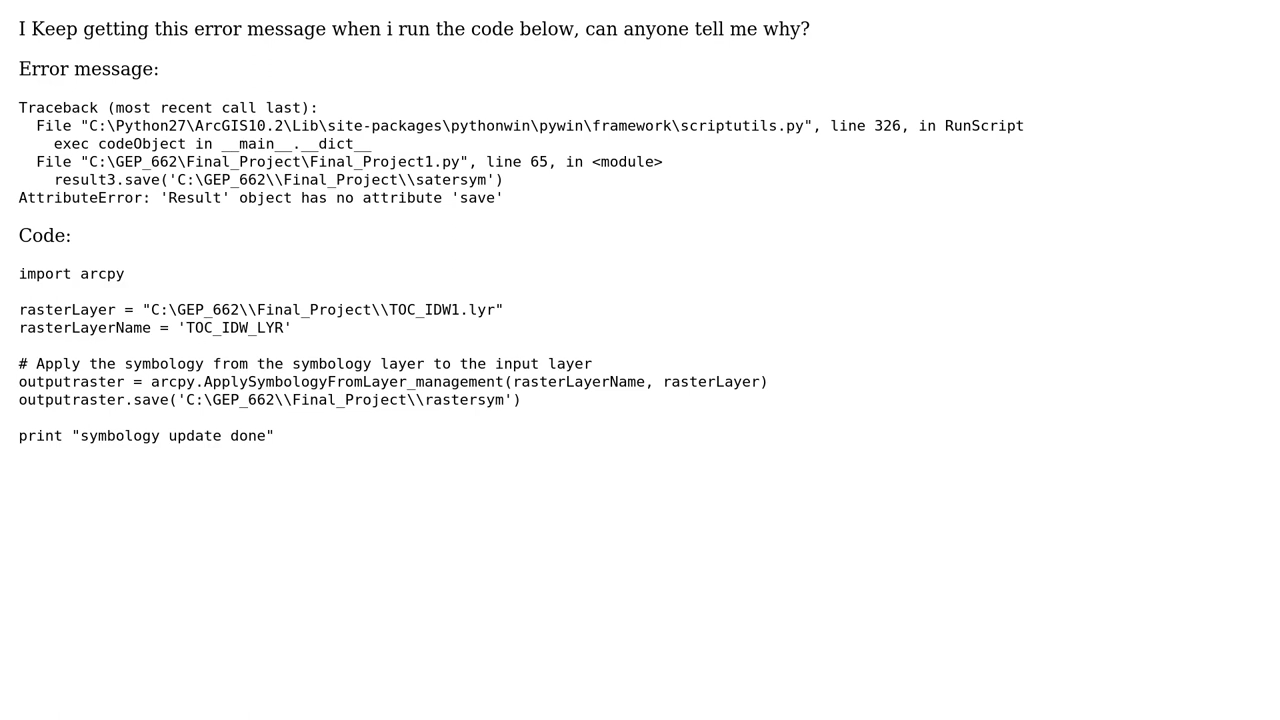 I Keep getting this error message when i run the code below, can anyone tell me why?
Error message:
Traceback (most recent call last):
  File "C:\Python27\ArcGIS10.2\Lib\site-packages\pythonwin\pywin\framework\scriptutils.py", line 326, in RunScript
    exec codeObject in __main__.__dict__
  File "C:\GEP_662\Final_Project\Final_Project1.py", line 65, in <module>
    result3.save('C:\GEP_662\\Final_Project\\satersym')
AttributeError: 'Result' object has no attribute 'save'
Code:
import arcpy
rasterLayer = "C:\GEP_662\\Final_Project\\TOC_IDW1.lyr"
rasterLayerName = 'TOC_IDW_LYR'
# Apply the symbology from the symbology layer to the input layer
outputraster = arcpy.ApplySymbologyFromLayer_management(rasterLayerName, rasterLayer)
outputraster.save('C:\GEP_662\\Final_Project\\rastersym')
print "symbology update done"